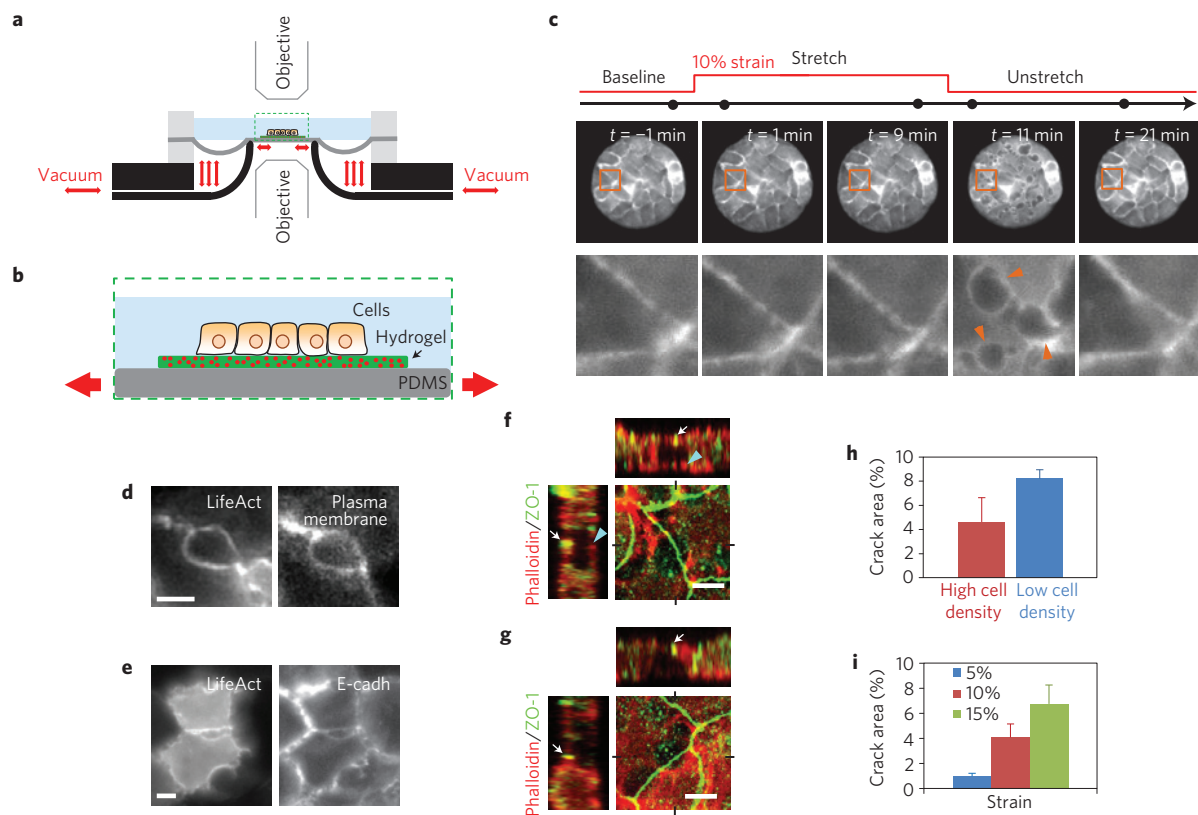 a
Objective
Vacuum
Vacuum
Objective
b
Cells
Hydrogel
PDMS
c
10% strain
Stretch
Baseline
Unstretch
t = −1 min
t = 1 min
t = 9 min
t = 11 min
t = 21 min
d
LifeAct
Plasma
membrane
e
LifeAct
E-cadh
f
Phalloidin/ZO-1
g
Phalloidin/ZO-1
h
Crack area (%)
10
8
6
4
2
0
High cell
density
Low cell
density
i
Crack area (%)
10
8
6
4
2
0
5%
10%
15%
Strain